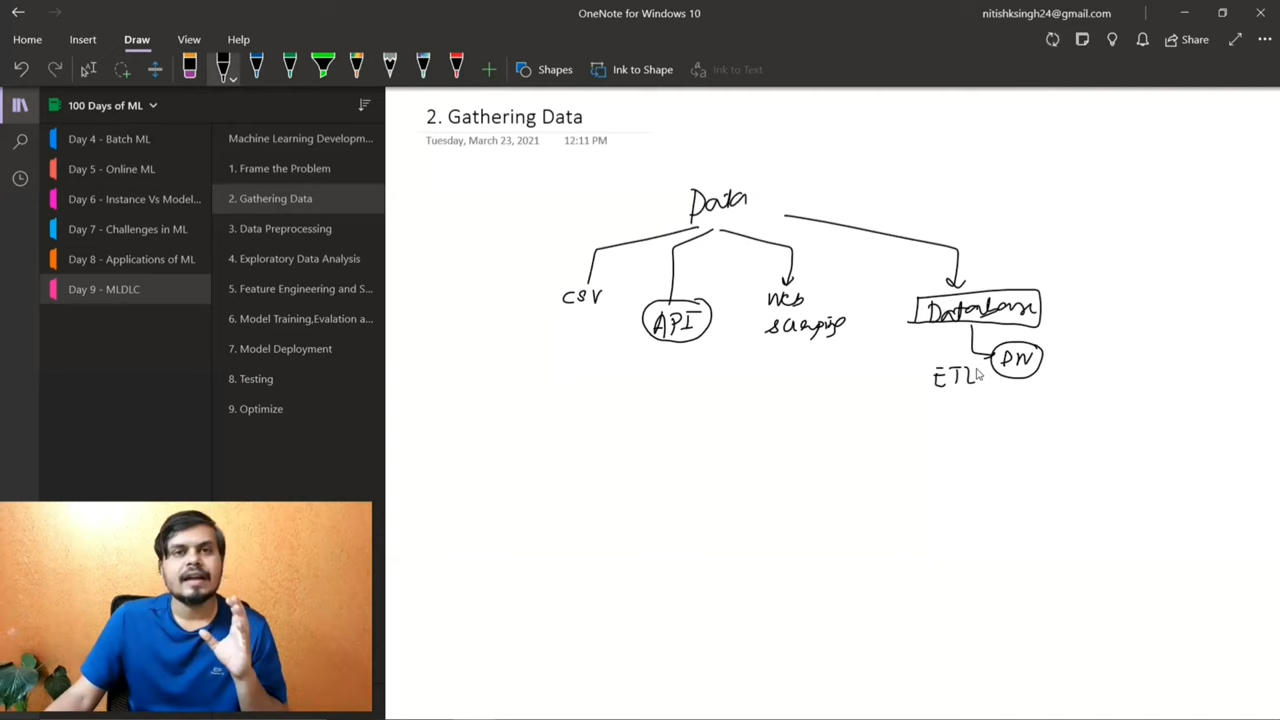 OneNote for Windows 10
nitishksingh24@gmail.com
Home
Insert
Draw
View
Help
Share
Shapes
Ink to Shape
Ink to Text
100 Days of ML
Day 4 - Batch ML
Day 5 - Online ML
Day 6 - Instance Vs Model...
Day 7 - Challenges in ML
Day 8 - Applications of ML
Day 9 - MLDLC
Machine Learning Developm...
1. Frame the Problem
2. Gathering Data
3. Data Preprocessing
4. Exploratory Data Analysis
5. Feature Engineering and S...
6. Model Training,Evalation a...
7. Model Deployment
8. Testing
9. Optimize
2. Gathering Data
Tuesday, March 23, 2021
12:11 PM
Data
CSV
API
Web
Database
DW
ETL